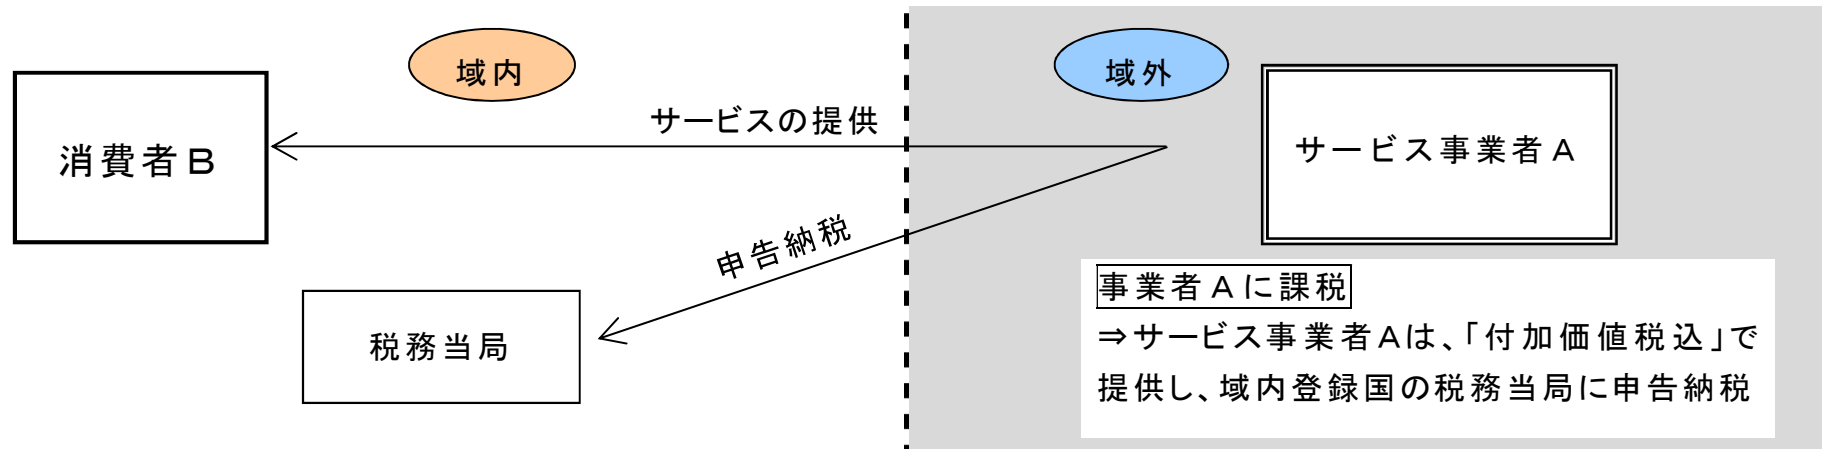 域内
域外
サービスの提供
消費者B
サービス事業者A
申告納税
税務当局
事業者Aに課税
⇒サービス事業者Aは、「付加価値税込」で
提供し、域内登録国の税務当局に申告納税